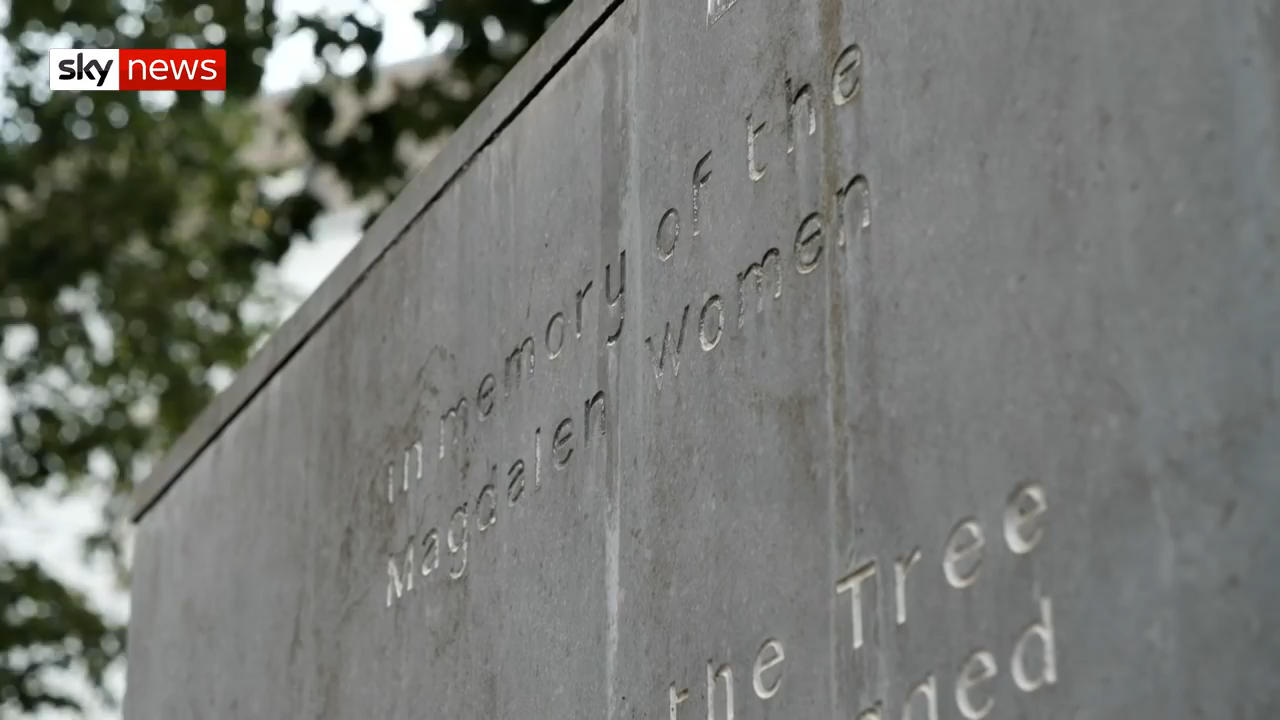 sky news
in memory of the
Magdalen women
the Tree